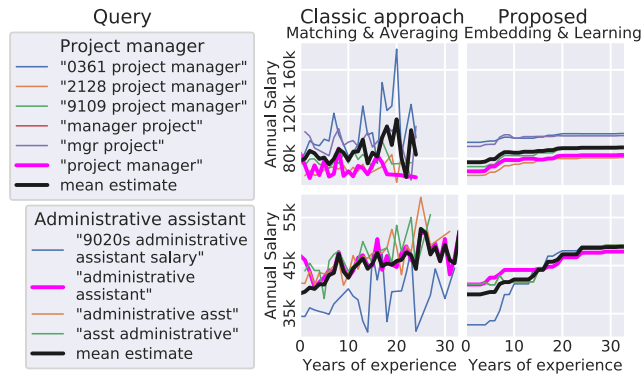 Query
Classic approach
Proposed
Matching & Averaging
Embedding & Learning
Project manager
"0361 project manager"
"2128 project manager"
"9109 project manager"
"manager project"
"mgr project"
"project manager"
mean estimate
Annual Salary
80k 120k 160k
Administrative assistant
"9020s administrative
assistant salary"
"administrative
assistant"
"administrative asst"
"asst administrative"
mean estimate
Annual Salary
35k 45k 55k
0 10 20 30
0 10 20 30
Years of experience
Years of experience